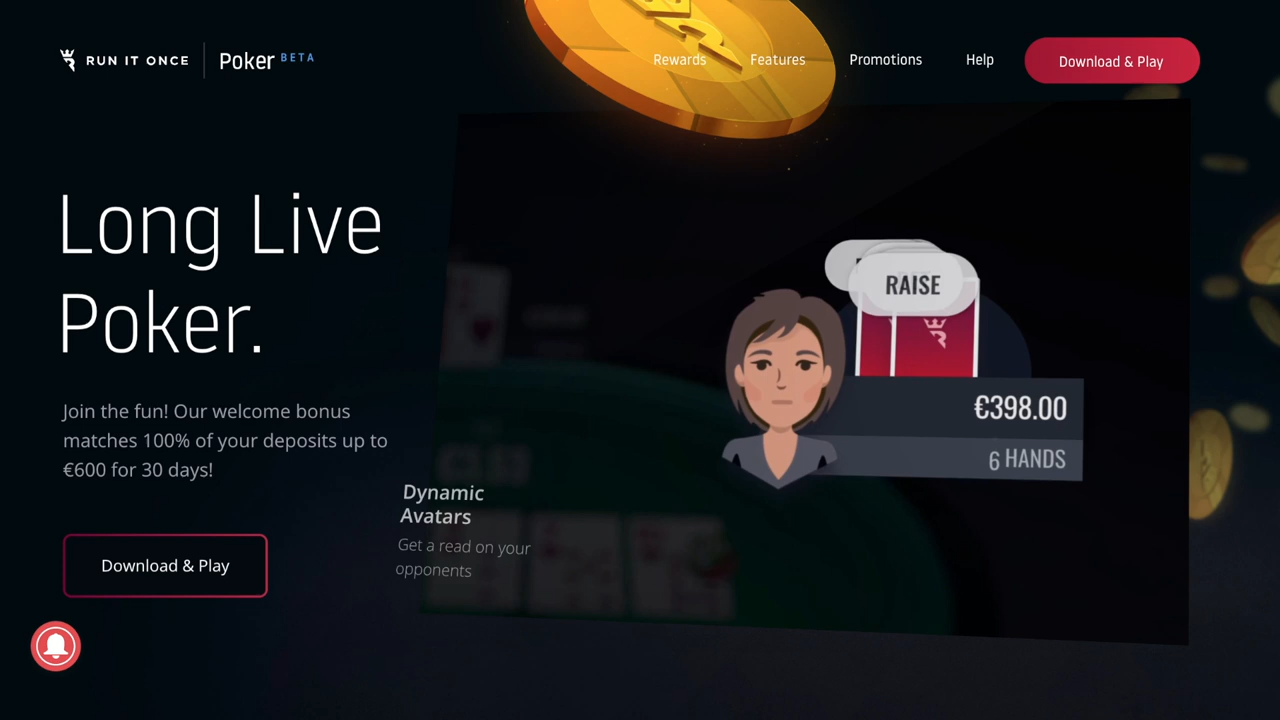 RUN IT ONCE
Poker BETA
Rewards
Features
Promotions
Help
Download & Play
Long Live
Poker.
Join the fun! Our welcome bonus
matches 100% of your deposits up to
€600 for 30 days!
Download & Play
RAISE
€398.00
6 HANDS
Dynamic
Avatars
Get a read on your
opponents